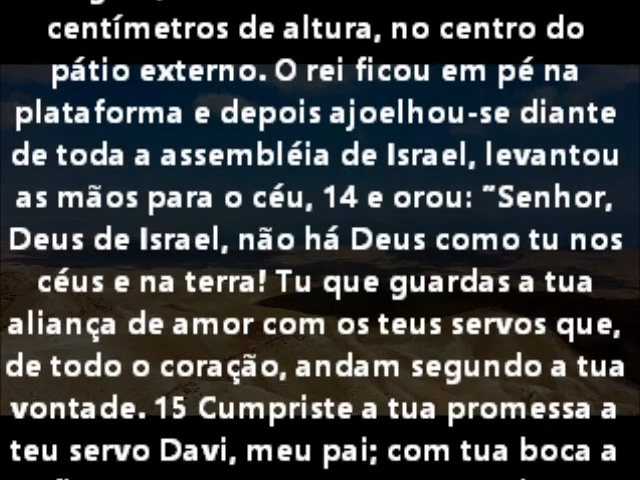 centímetros de altura, no centro do
pátio externo. O rei ficou em pé na
plataforma e depois ajoelhou-se diante
de toda a assembléia de Israel, levantou
as mãos para o céu, 14 e orou: “Senhor,
Deus de Israel, não há Deus como tu nos
céus e na terra! Tu que guardas a tua
aliança de amor com os teus servos que,
de todo o coração, andam segundo a tua
vontade. 15 Cumpriste a tua promessa a
teu servo Davi, meu pai; com tua boca a